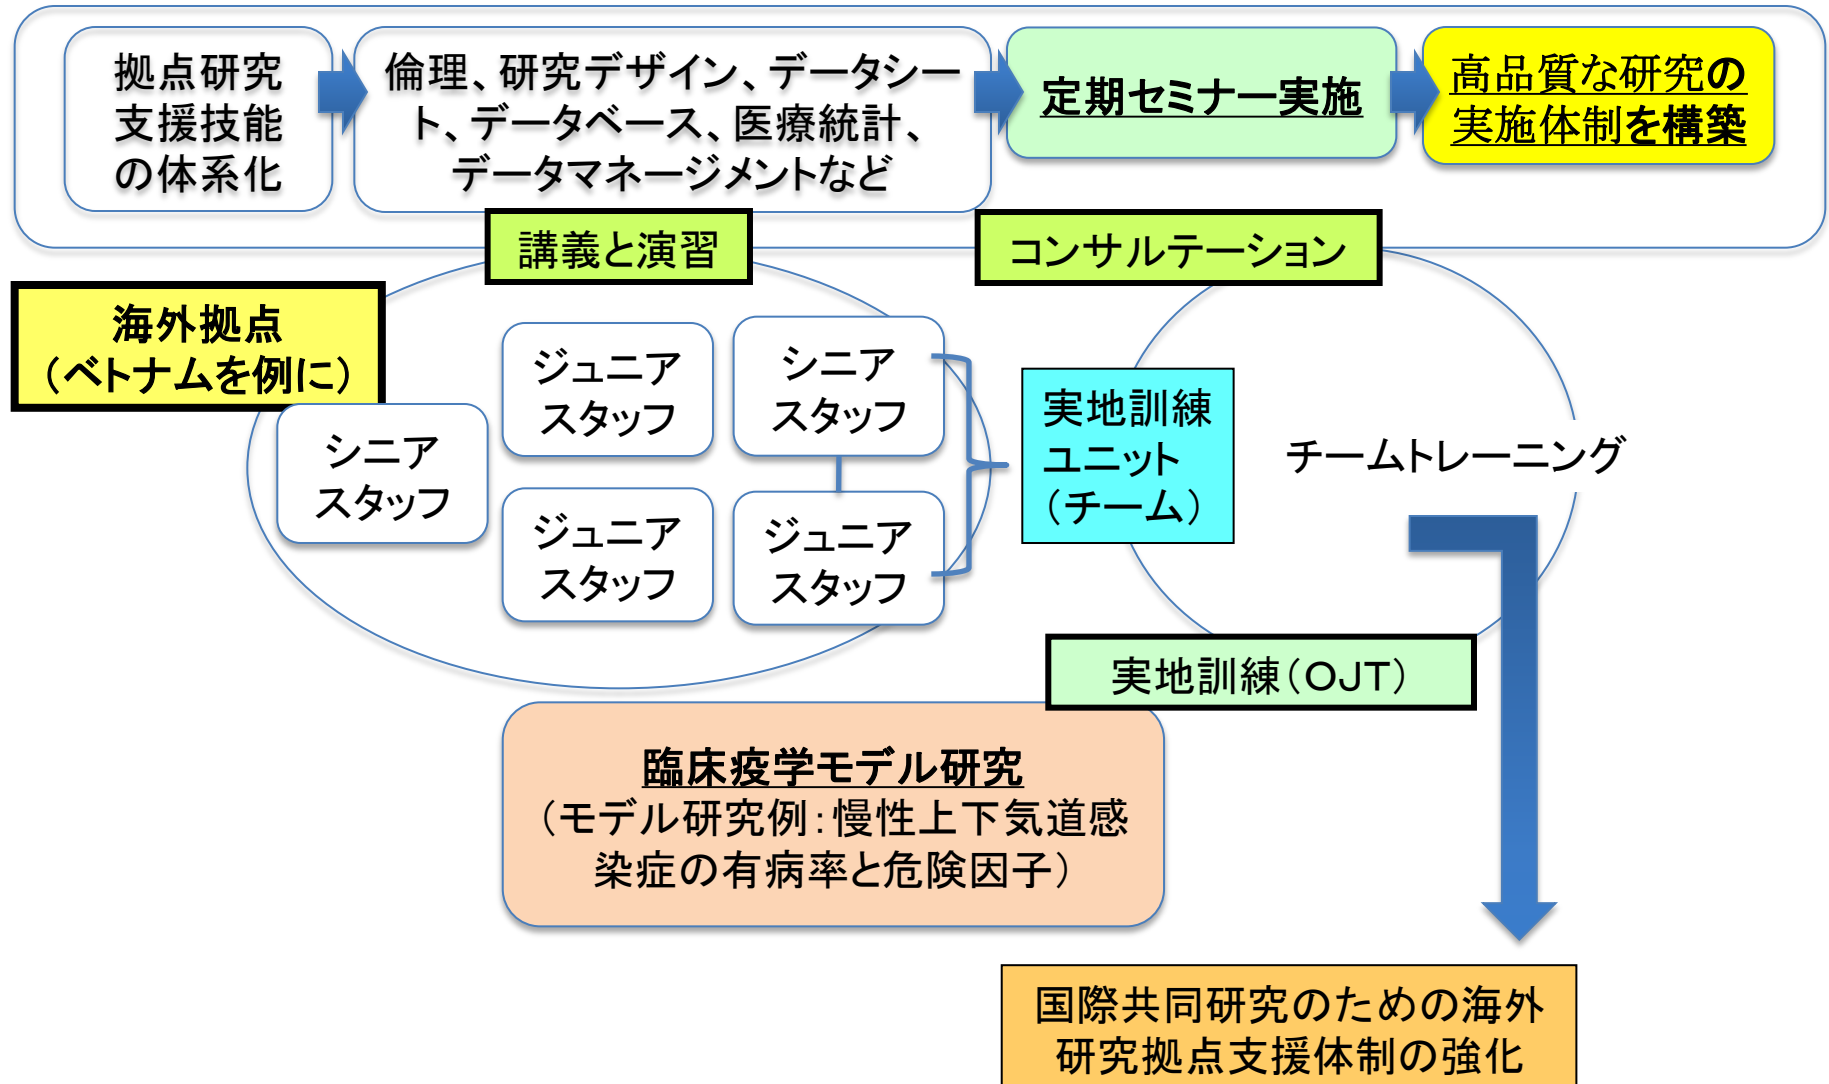 拠点研究
支援技能
の体系化
倫理、研究デザイン、データシー
ト、データベース、医療統計、
データマネージメントなど
定期セミナー実施
高品質な研究の
実施体制を構築
講義と演習
コンサルテーション
海外拠点
（ベトナムを例に）
シニア
スタッフ
ジュニア
スタッフ
ジュニア
スタッフ
シニア
スタッフ
ジュニア
スタッフ
実地訓練
ユニット
（チーム）
チームトレーニング
実地訓練（ＯＪＴ）
臨床疫学モデル研究
（モデル研究例：慢性上下気道感
染症の有病率と危険因子）
国際共同研究のための海外
研究拠点支援体制の強化